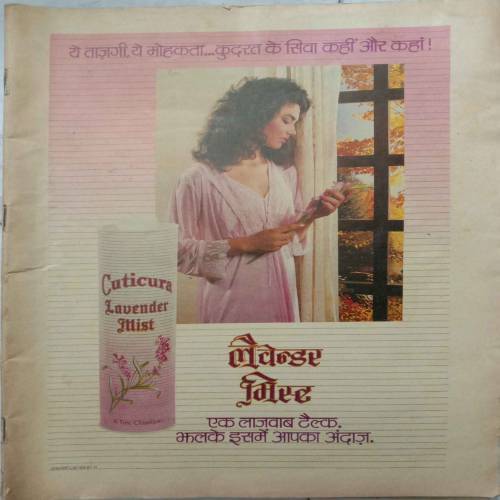 ये ताज़गी, ये मोहकता...कुदरत के सिवा कहीं और कहां!
Cuticura
Lavender
Mist
लैवेन्डर
मिस्ट
एक लाजवाब टैल्क.
झलके इसमें आपका अंदाज़.